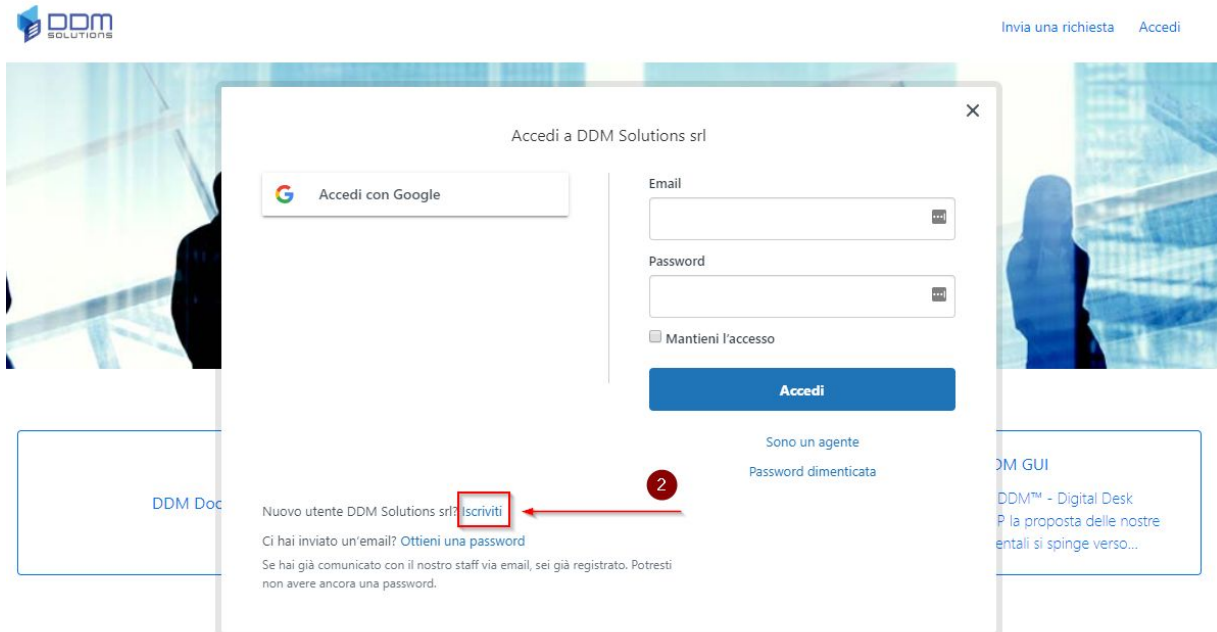 DDM
SOLUTIONS
Invia una richiesta Accedi
Accedi a DDM Solutions srl
Accedi con Google
Email
Password
Mantieni l'accesso
Accedi
Sono un agente
Password dimenticata
2
Nuovo utente DDM Solutions srl? Iscriviti
Ci hai inviato un'email? Ottieni una password
Se hai già comunicato con il nostro staff via email, sei già registrato. Potresti
non avere ancora una password.
DDM Doc
DM GUI
DDM™ - Digital Desk
P la proposta delle nostre
entali si spinge verso...